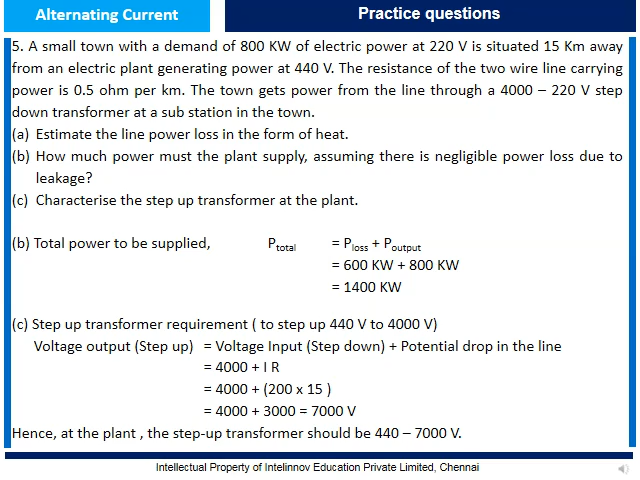 Alternating Current
Practice questions
5. A small town with a demand of 800 KW of electric power at 220 V is situated 15 Km away
from an electric plant generating power at 440 V. The resistance of the two wire line carrying
power is 0.5 ohm per km. The town gets power from the line through a 4000 – 220 V step
down transformer at a sub station in the town.
(a) Estimate the line power loss in the form of heat.
(b) How much power must the plant supply, assuming there is negligible power loss due to
leakage?
(c) Characterise the step up transformer at the plant.
(b) Total power to be supplied, Ptotal = Ploss + Poutput
= 600 KW + 800 KW
= 1400 KW
(c) Step up transformer requirement ( to step up 440 V to 4000 V)
Voltage output (Step up) = Voltage Input (Step down) + Potential drop in the line
= 4000 + I R
= 4000 + (200 x 15 )
= 4000 + 3000 = 7000 V
Hence, at the plant , the step-up transformer should be 440 – 7000 V.
Intellectual Property of Intelinnov Education Private Limited, Chennai